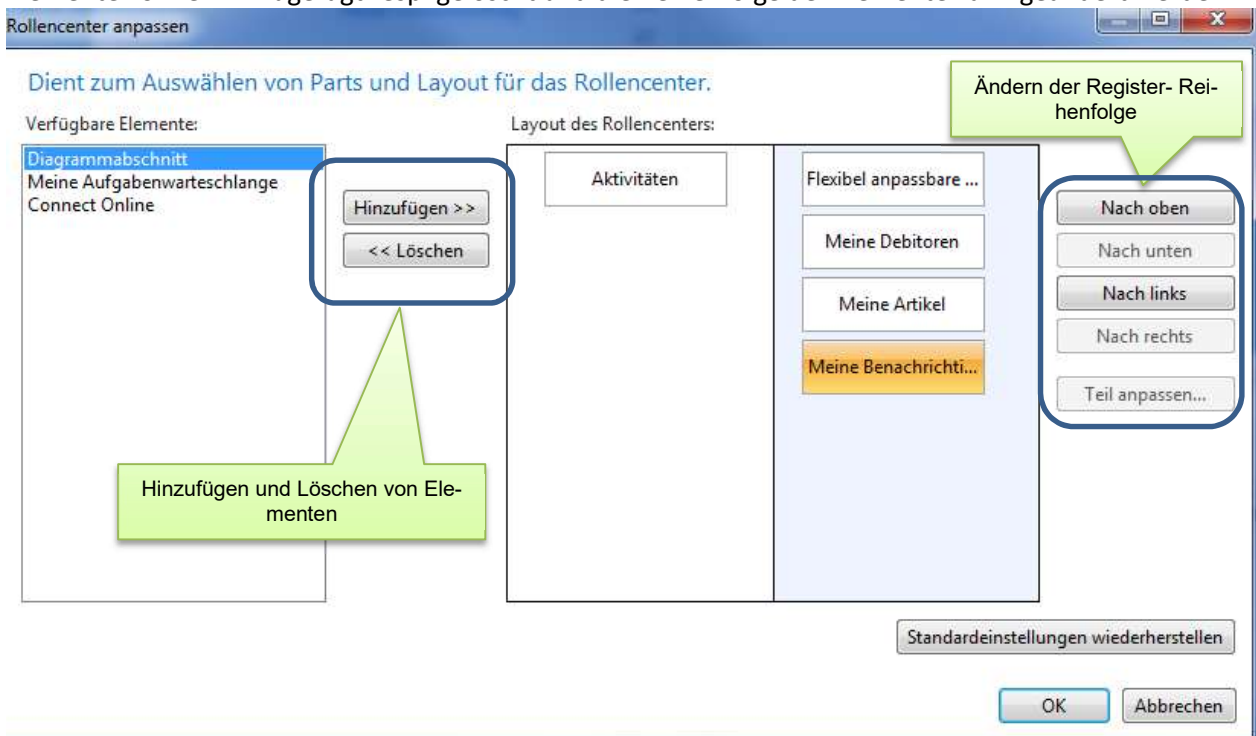 Rollencenter anpassen
Dient zum Auswählen von Parts und Layout für das Rollencenter.
Ändern der Register- Rei-
henfolge
Verfügbare Elemente:
Layout des Rollencenters:
Diagrammabschnitt
Meine Aufgabenwarteschlange
Connect Online
Hinzufügen >>
<< Löschen
Aktivitäten
Flexibel anpassbare ...
Meine Debitoren
Meine Artikel
Meine Benachrichti...
Nach oben
Nach unten
Nach links
Nach rechts
Teil anpassen...
Hinzufügen und Löschen von Ele-
menten
Standardeinstellungen wiederherstellen
OK
Abbrechen